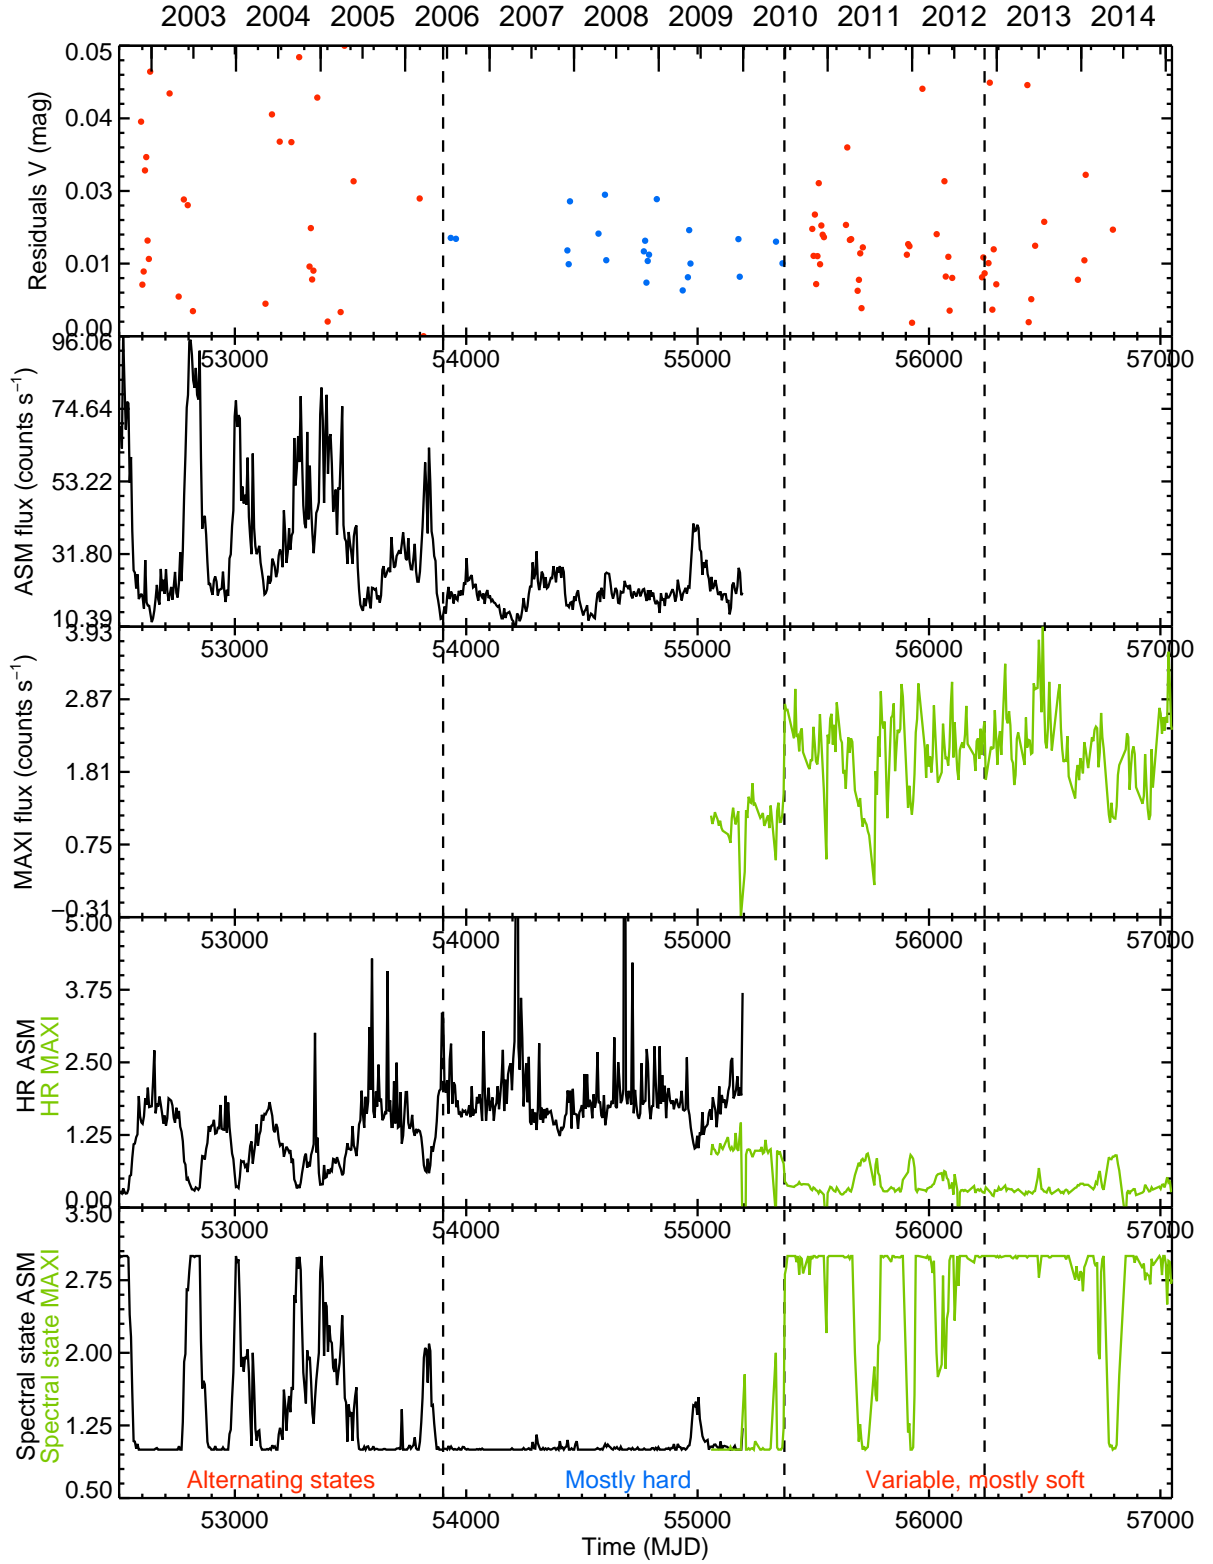 2003 2004 2005 2006 2007 2008 2009 2010 2011 2012 2013 2014
Residuals V (mag)
0.05
0.04
0.03
0.01
0.00
53000 54000 55000 56000 57000
ASM flux (counts s⁻¹)
96.06
74.64
53.22
31.80
10.39
53000 54000 55000 56000 57000
MAXI flux (counts s⁻¹)
3.93
2.87
1.81
0.75
−0.31
53000 54000 55000 56000 57000
HR ASM
HR MAXI
5.00
3.75
2.50
1.25
0.00
53000 54000 55000 56000 57000
Spectral state ASM
Spectral state MAXI
3.50
2.75
2.00
1.25
0.50
Alternating states
Mostly hard
Variable, mostly soft
53000 54000 55000 56000 57000
Time (MJD)